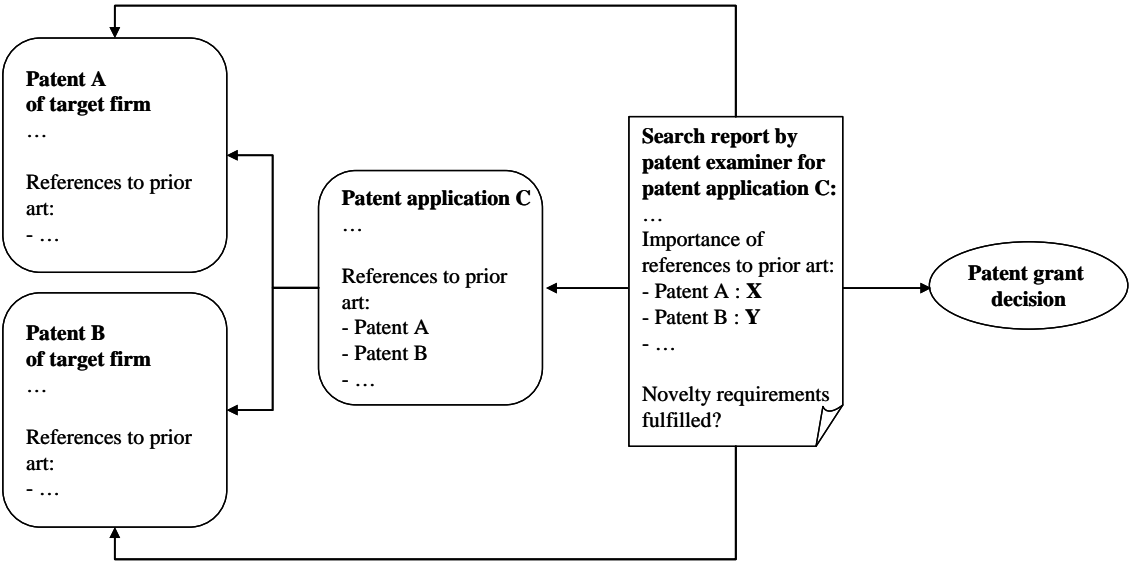 Patent A
of target firm
…
References to prior
art:
- …
Patent B
of target firm
…
References to prior
art:
- …
Patent application C
…
References to prior
art:
- Patent A
- Patent B
- …
Search report by
patent examiner for
patent application C:
…
Importance of
references to prior art:
- Patent A : X
- Patent B : Y
- …
Novelty requirements
fulfilled?
Patent grant
decision